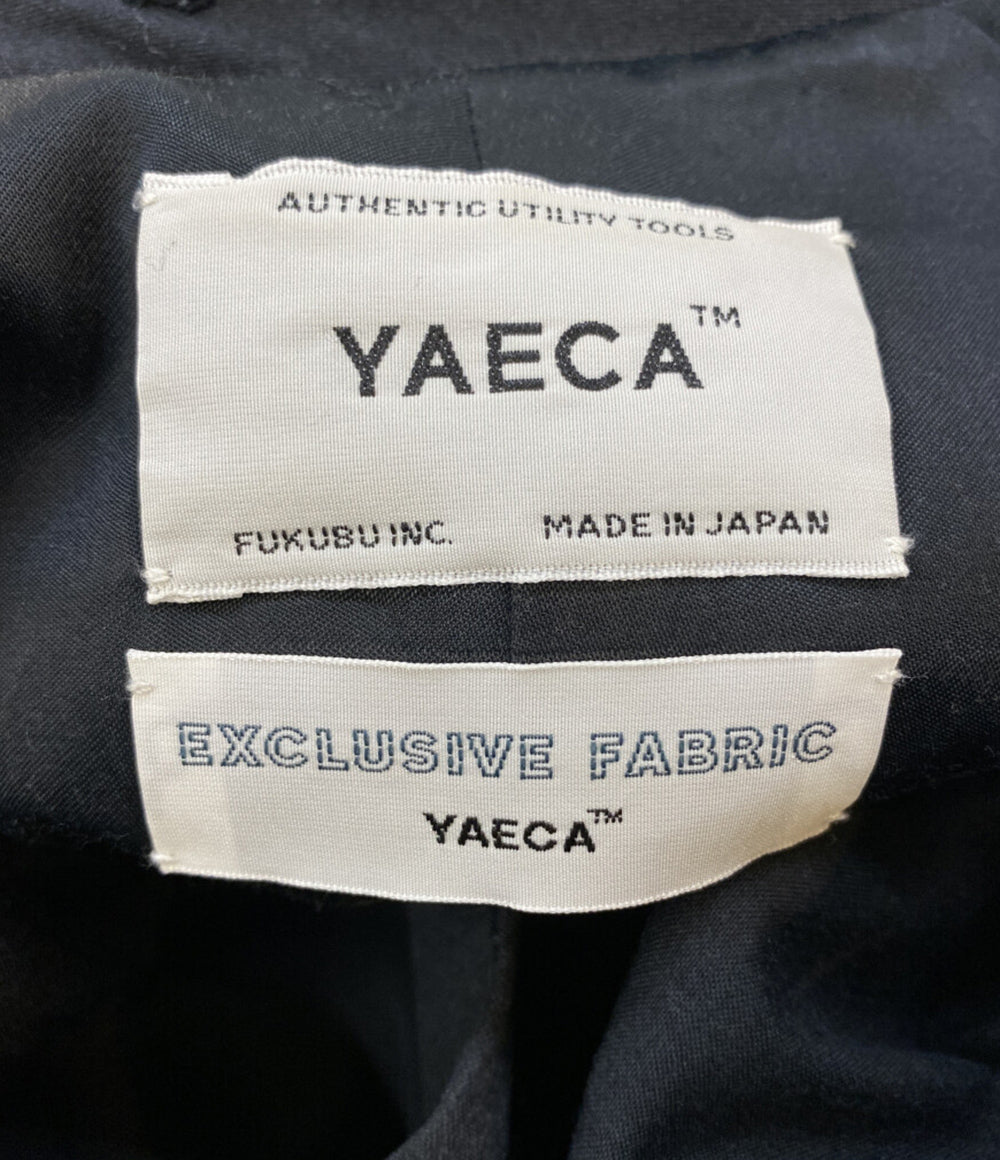 AUTHENTIC UTILITY TOOLS
YAECA™
FUKUBU INC. MADE IN JAPAN
EXCLUSIVE FABRIC
YAECA™